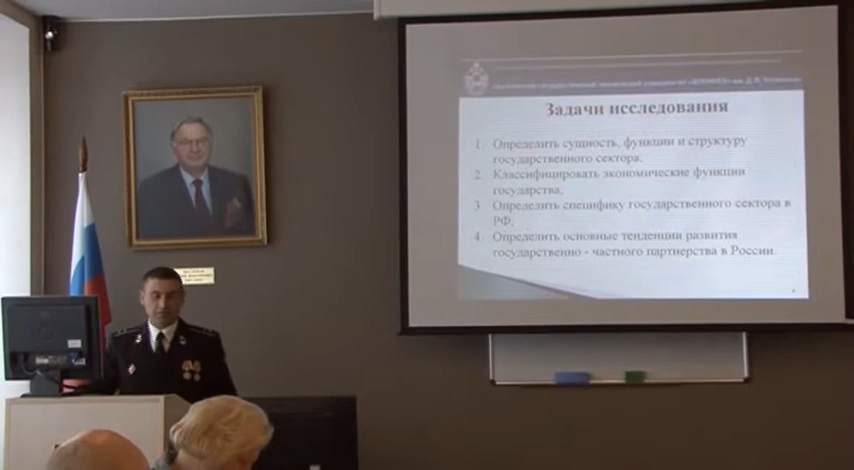 Задачи исследования
1. Определить сущность, функции и структуру
государственного сектора;
2. Классифицировать экономические функции
государства;
3 Определить специфику государственного сектора в
РФ;
4. Определить основные тенденции развития
государственно - частного партнерства в России.